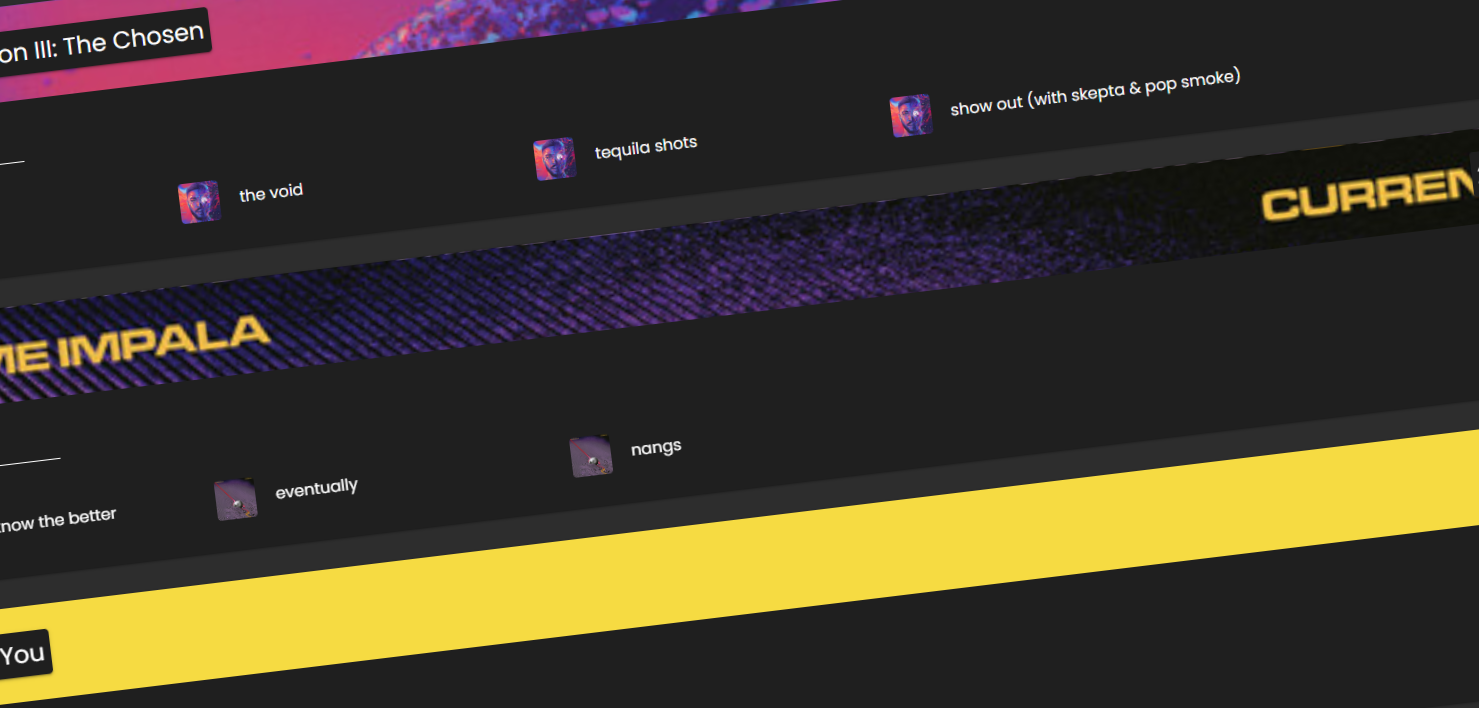 on III: The Chosen
the void
tequila shots
show out (with skepta & pop smoke)
ME IMPALA
CURREN
now the better
eventually
nangs
You